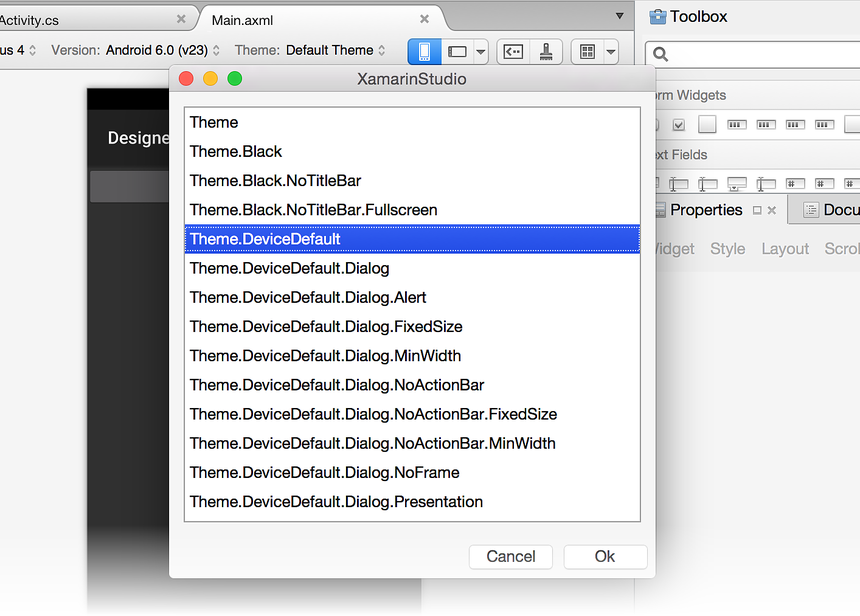 Activity.cs
Main.axml
Toolbox
us 4 Version: Android 6.0 (v23) Theme: Default Theme
XamarinStudio
Widgets
Designe
Theme
Theme.Black
Theme.Black.NoTitleBar
Theme.Black.NoTitleBar.Fullscreen
Theme.DeviceDefault
Theme.DeviceDefault.Dialog
Theme.DeviceDefault.Dialog.Alert
Theme.DeviceDefault.Dialog.FixedSize
Theme.DeviceDefault.Dialog.MinWidth
Theme.DeviceDefault.Dialog.NoActionBar
Theme.DeviceDefault.Dialog.NoActionBar.FixedSize
Theme.DeviceDefault.Dialog.NoActionBar.MinWidth
Theme.DeviceDefault.Dialog.NoFrame
Theme.DeviceDefault.Dialog.Presentation
Cancel
Ok
orm Widgets
ext Fields
Properties
Docu
idget Style Layout Scrol